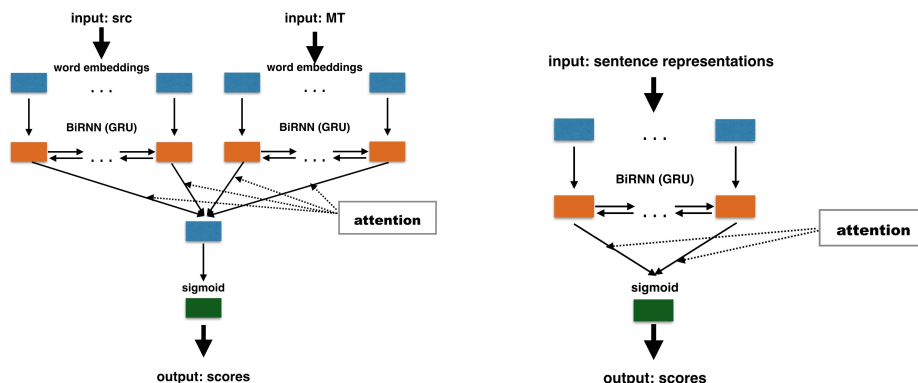 input: src
input: MT
word embeddings
word embeddings
. . .
. . .
BiRNN (GRU)
BiRNN (GRU)
. . .
. . .
attention
sigmoid
output: scores
input: sentence representations
. . .
BiRNN (GRU)
. . .
attention
sigmoid
output: scores